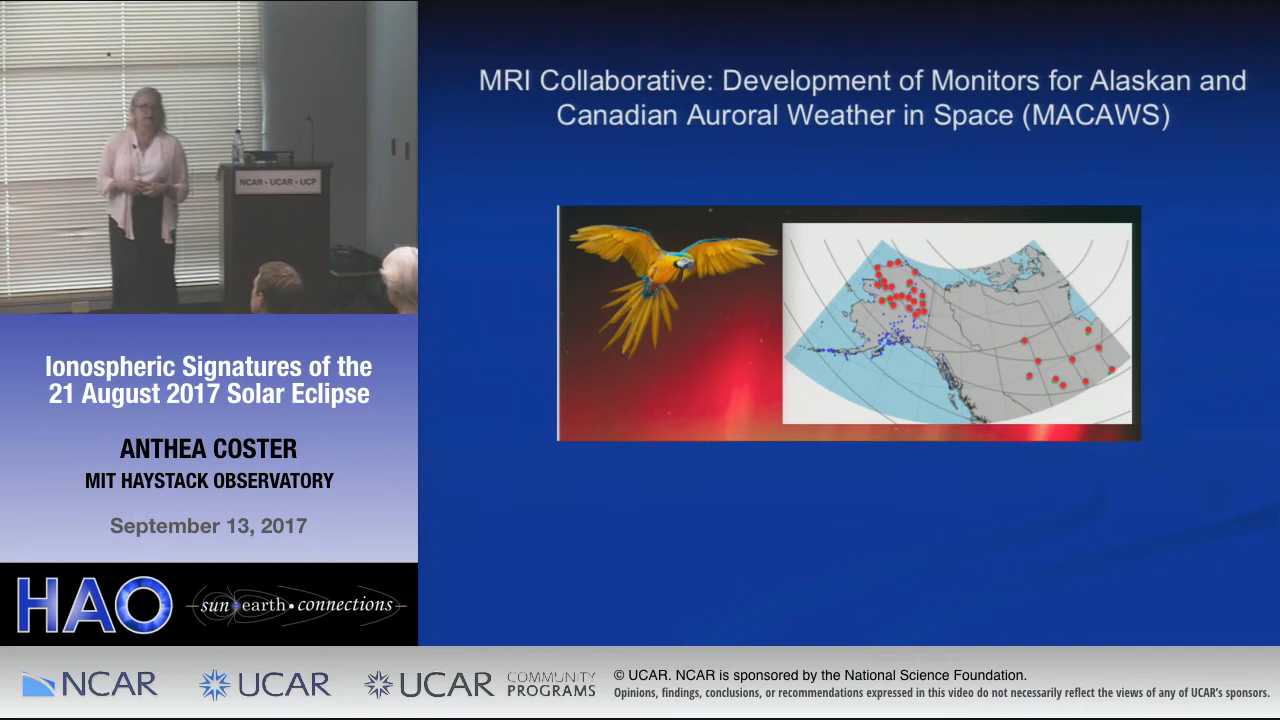 MRI Collaborative: Development of Monitors for Alaskan and
Canadian Auroral Weather in Space (MACAWS)
NCAR • UCAR • UCP
Ionospheric Signatures of the
21 August 2017 Solar Eclipse
ANTHEA COSTER
MIT HAYSTACK OBSERVATORY
September 13, 2017
HAO
sun•earth•connections
NCAR
UCAR
UCAR
COMMUNITY
PROGRAMS
© UCAR. NCAR is sponsored by the National Science Foundation.
Opinions, findings, conclusions, or recommendations expressed in this video do not necessarily reflect the views of any of UCAR's sponsors.